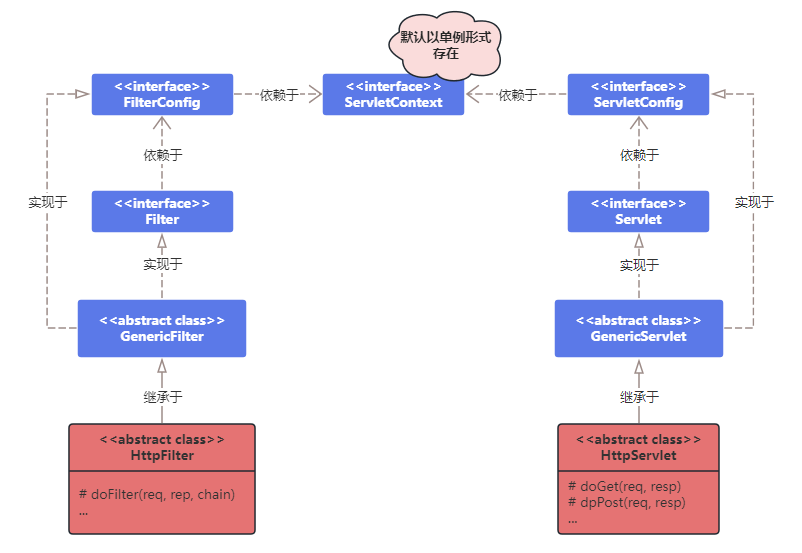 默认以单例形式
存在
<<interface>>
FilterConfig
依赖于
<<interface>>
ServletContext
依赖于
<<interface>>
ServletConfig
依赖于
依赖于
实现于
<<interface>>
Filter
<<interface>>
Servlet
实现于
实现于
实现于
<<abstract class>>
GenericFilter
<<abstract class>>
GenericServlet
继承于
继承于
<<abstract class>>
HttpFilter
# doFilter(req, rep, chain)
...
<<abstract class>>
HttpServlet
# doGet(req, resp)
# dpPost(req, resp)
...